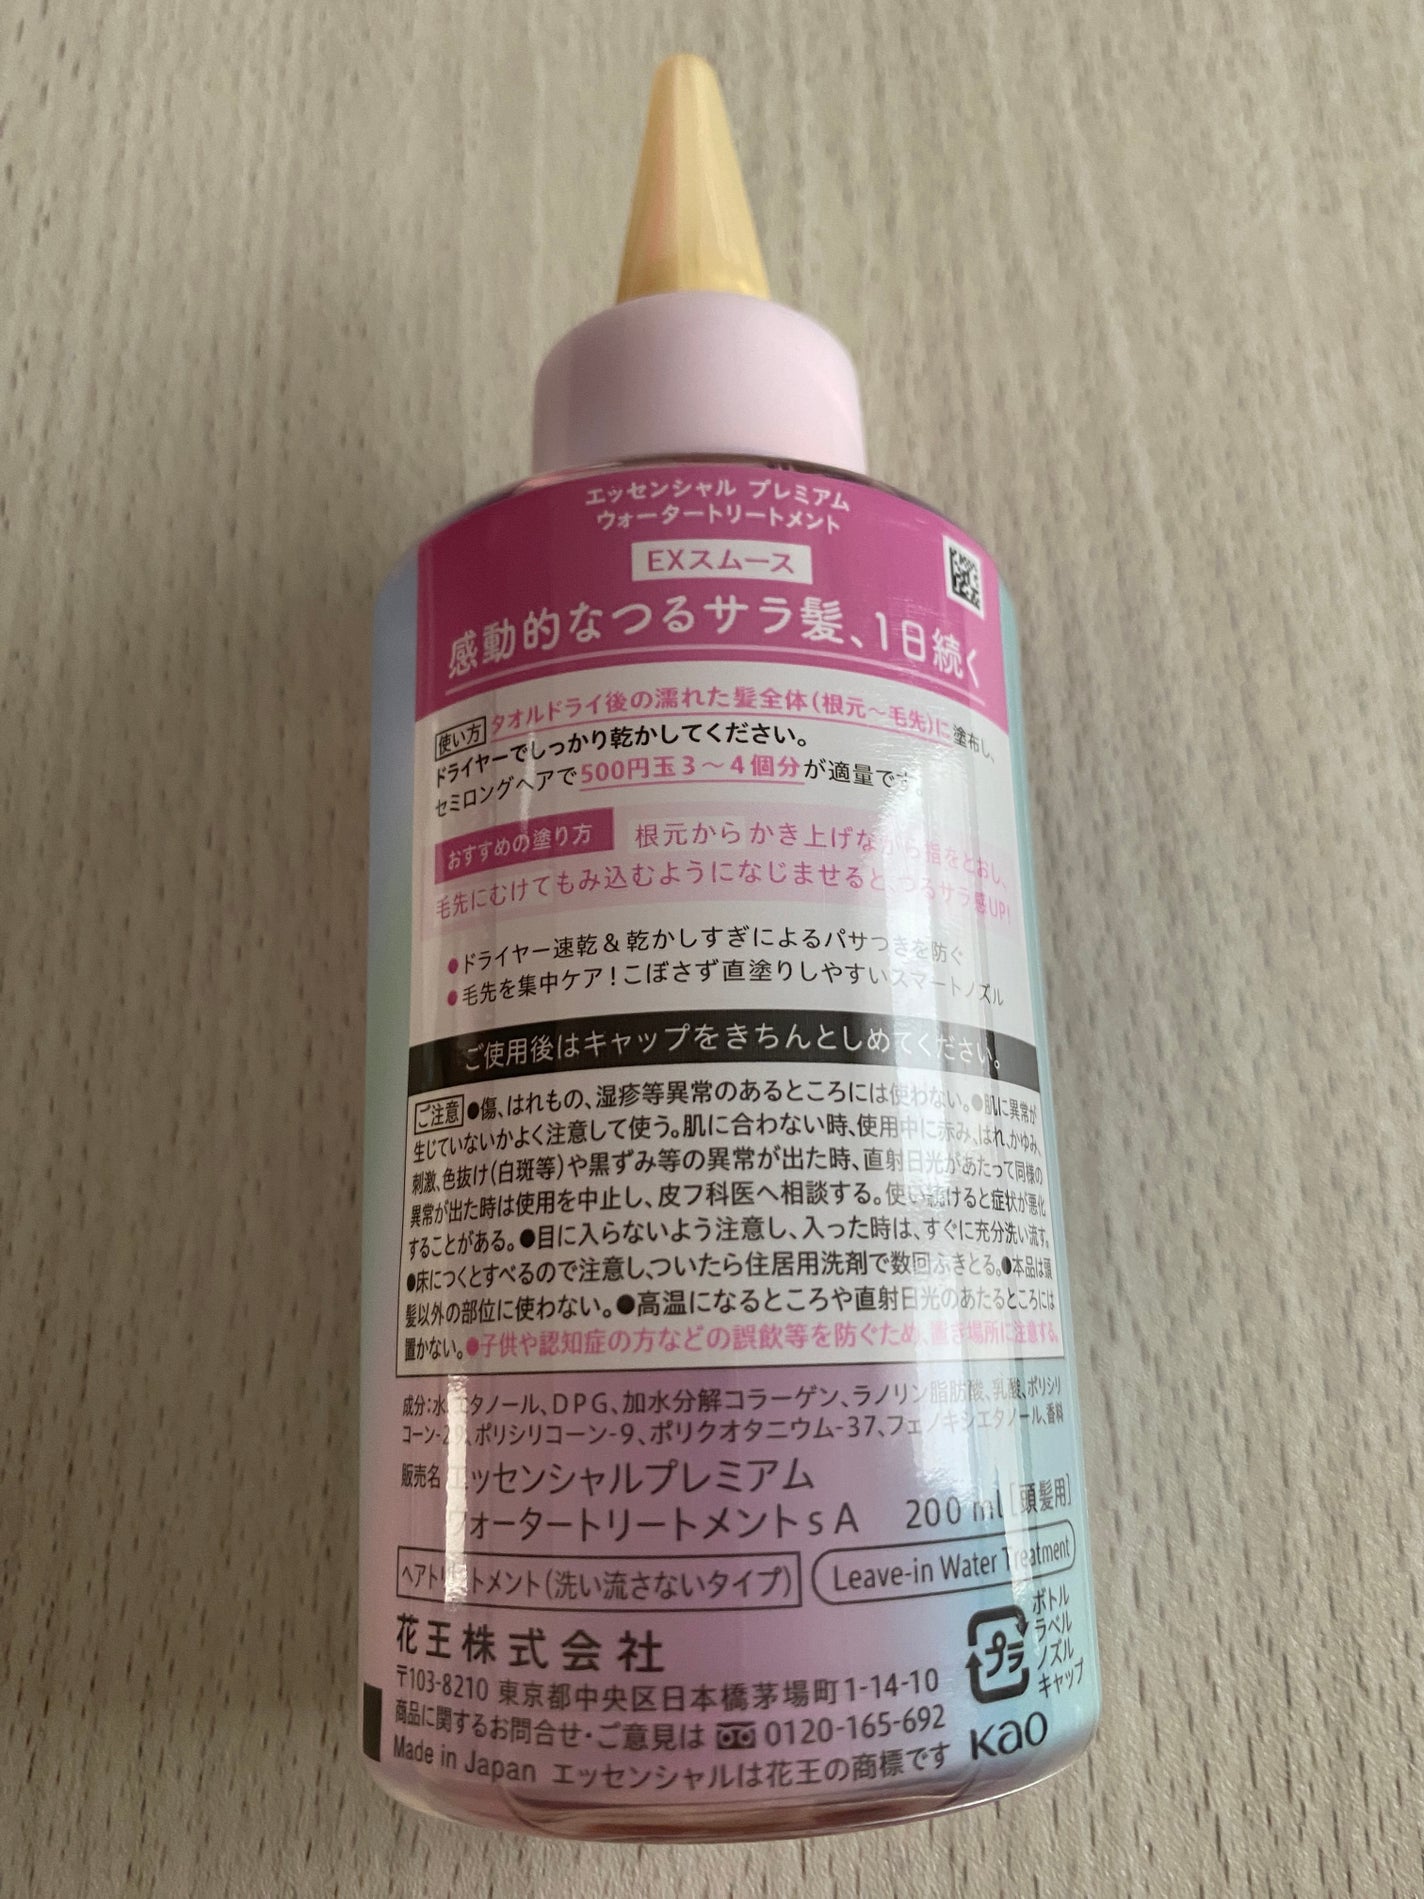 エッセンシャル プレミアム
ウォータートリートメント
EXスムース
感動的なつるサラ髪、1日続く
使い方 タオルドライ後の濡れた髪全体(根元〜毛先)に塗布し、
ドライヤーでしっかり乾かしてください。
セミロングヘアで500円玉3〜4個分が適量です。
おすすめの塗り方 根元からかき上げながら指をとおし、
毛先にむけてもみ込むようになじませると、つるサラ感UP!
●ドライヤー速乾&乾かしすぎによるパサつきを防ぐ
●毛先を集中ケア!こぼさず直塗りしやすいスマートノズル
ご使用後はキャップをきちんとしめてください。
ご注意 ●傷、はれもの、湿疹等異常のあるところには使わない。●肌に異常が
生じていないかよく注意して使う。肌に合わない時、使用中に赤み、はれ、かゆみ、
刺激、色抜け(白斑等)や黒ずみ等の異常が出た時、直射日光があたって同様の
異常が出た時は使用を中止し、皮フ科医へ相談する。使い続けると症状が悪化
することがある。●目に入らないよう注意し、入った時は、すぐに充分洗い流す。
●床につくとすべるので注意し、ついたら住居用洗剤で数回ふきとる。●本品は頭
髪以外の部位に使わない。●高温になるところや直射日光のあたるところには
置かない。●子供や認知症の方などの誤飲等を防ぐため、置き場所に注意する。
成分:水、エタノール、DPG、加水分解コラーゲン、ラノリン脂肪酸、乳酸、ポリシリ
コーン-29、ポリシリコーン-9、ポリクオタニウム-37、フェノキシエタノール、香料
販売名 エッセンシャルプレミアム
ウォータートリートメントsA 200ml[頭髪用]
ヘアトリートメント(洗い流さないタイプ) Leave-in Water Treatment
花王株式会社
〒103-8210 東京都中央区日本橋茅場町1-14-10
商品に関するお問合せ・ご意見は 0120-165-692
Made in Japan エッセンシャルは花王の商標です
プラ
ボトル
ラベル
ノズル
キャップ
Kao